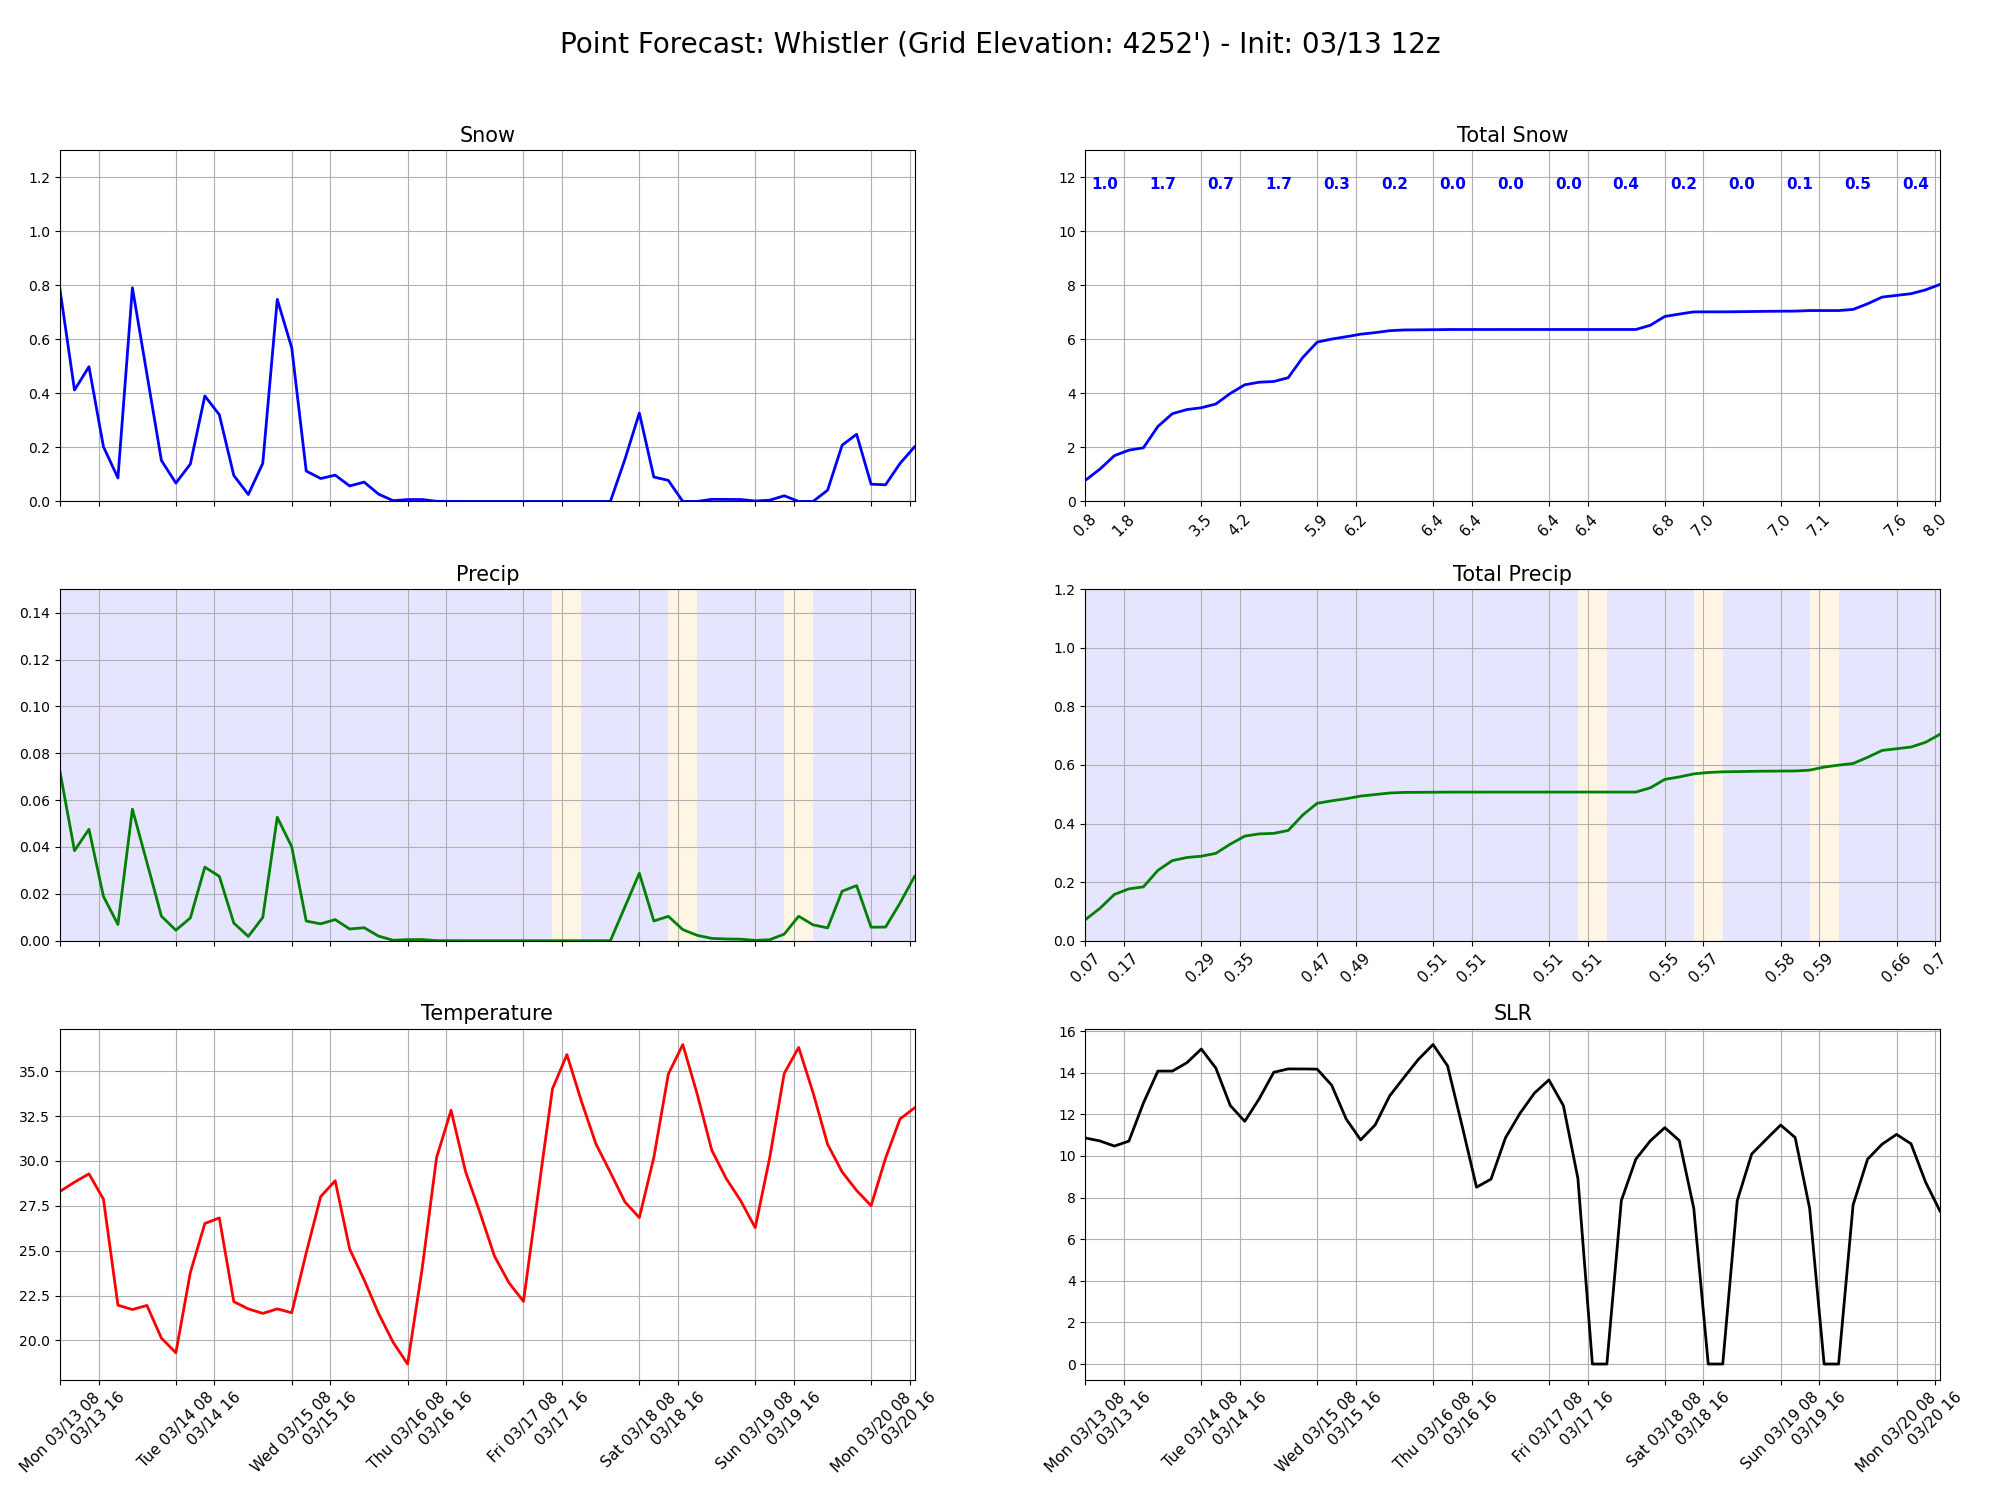 Point Forecast: Whistler (Grid Elevation: 4252') - Init: 03/13 12z
Snow
1.2
1.0
0.8
0.6
0.4
0.2
0.0
Total Snow
12
10
8
6
4
2
0
1.0 1.7 0.7 1.7 0.3 0.2 0.0 0.0 0.0 0.4 0.2 0.0 0.1 0.5 0.4
0.8 1.8 3.5 4.2 5.9 6.2 6.4 6.4 6.4 6.4 6.8 7.0 7.0 7.1 7.6 8.0
Precip
0.14
0.12
0.10
0.08
0.06
0.04
0.02
0.00
Total Precip
1.2
1.0
0.8
0.6
0.4
0.2
0.0
0.07 0.17 0.29 0.35 0.47 0.49 0.51 0.51 0.51 0.51 0.55 0.57 0.58 0.59 0.66 0.7
Temperature
35.0
32.5
30.0
27.5
25.0
22.5
20.0
Mon 03/13 08
03/13 16
Tue 03/14 08
03/14 16
Wed 03/15 08
03/15 16
Thu 03/16 08
03/16 16
Fri 03/17 08
03/17 16
Sat 03/18 08
03/18 16
Sun 03/19 08
03/19 16
Mon 03/20 08
03/20 16
SLR
16
14
12
10
8
6
4
2
0
Mon 03/13 08
03/13 16
Tue 03/14 08
03/14 16
Wed 03/15 08
03/15 16
Thu 03/16 08
03/16 16
Fri 03/17 08
03/17 16
Sat 03/18 08
03/18 16
Sun 03/19 08
03/19 16
Mon 03/20 08
03/20 16